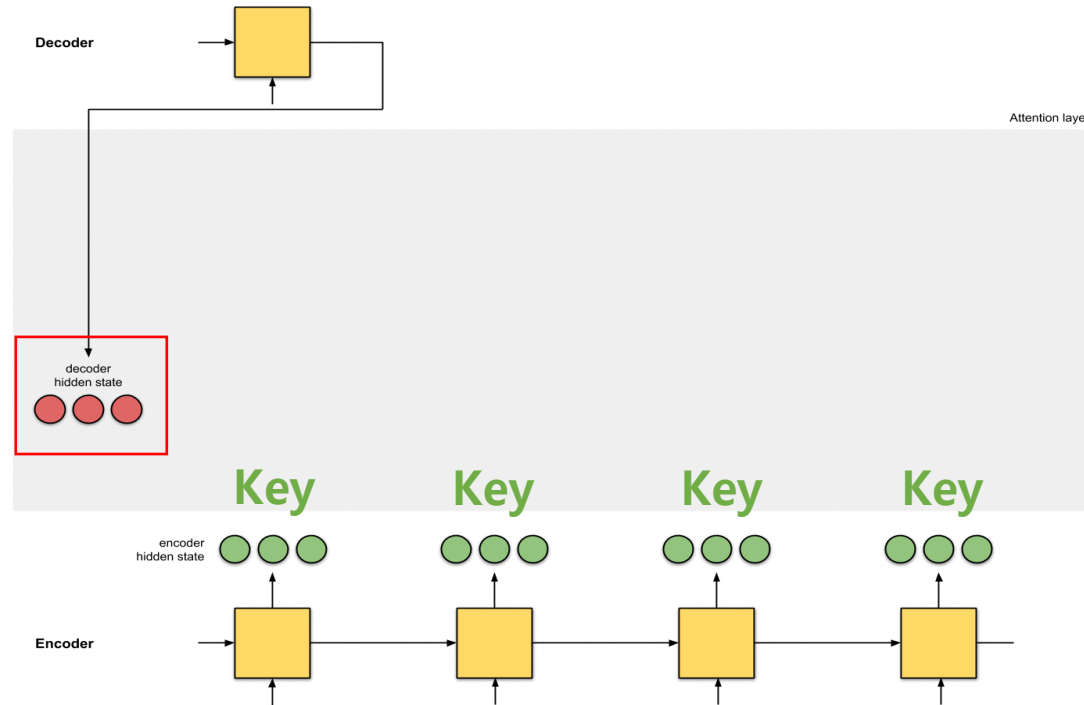 Decoder
Attention laye
decoder
hidden state
Key Key Key Key
encoder
hidden state
Encoder